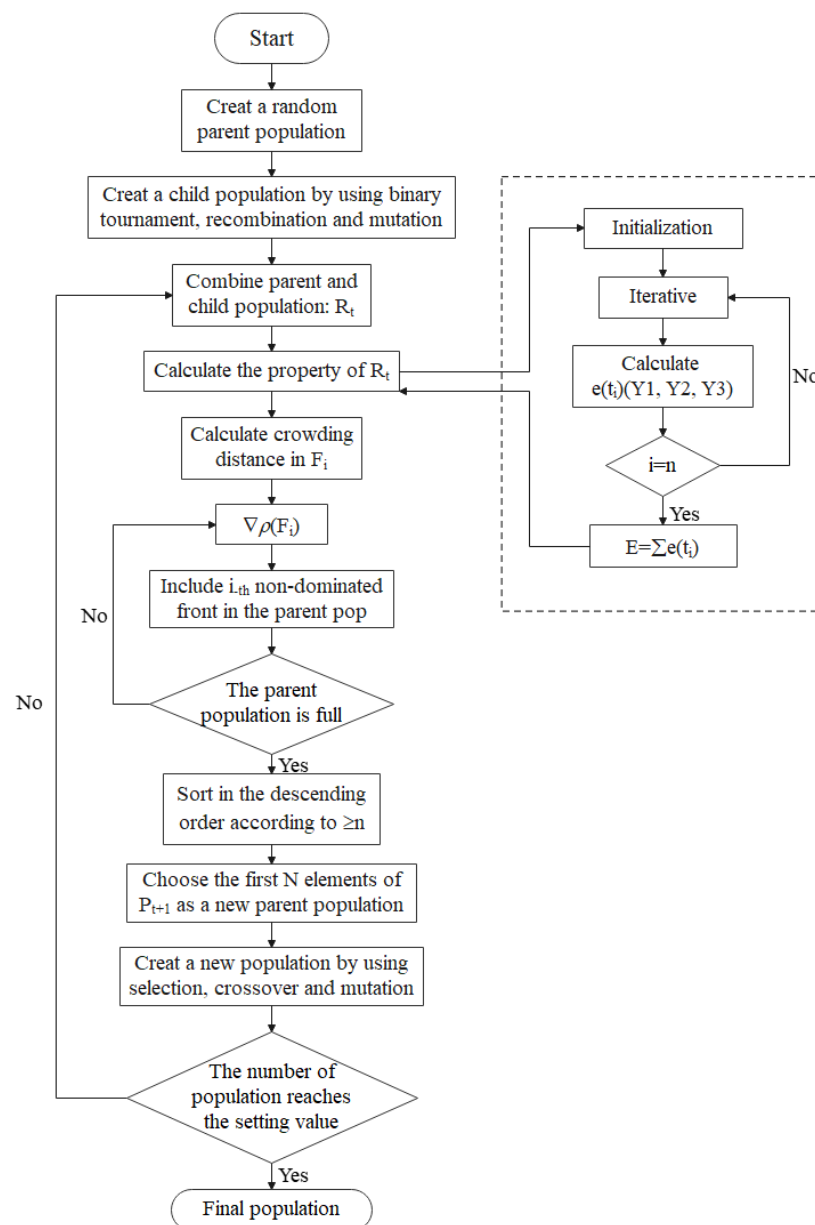 Start
Creat a random
parent population
Creat a child population by using binary
tournament, recombination and mutation
Combine parent and
child population: Rt
Calculate the property of Rt
Calculate crowding
distance in Fi
∇ρ(Fi)
Include i-th non-dominated
front in the parent pop
No
The parent
population is full
Yes
Sort in the descending
order according to ≥n
Choose the first N elements of
Pt+1 as a new parent population
Creat a new population by using
selection, crossover and mutation
No
The number of
population reaches
the setting value
Yes
Final population
Initialization
Iterative
Calculate
e(ti)(Y1, Y2, Y3)
No
i=n
Yes
E=∑e(ti)